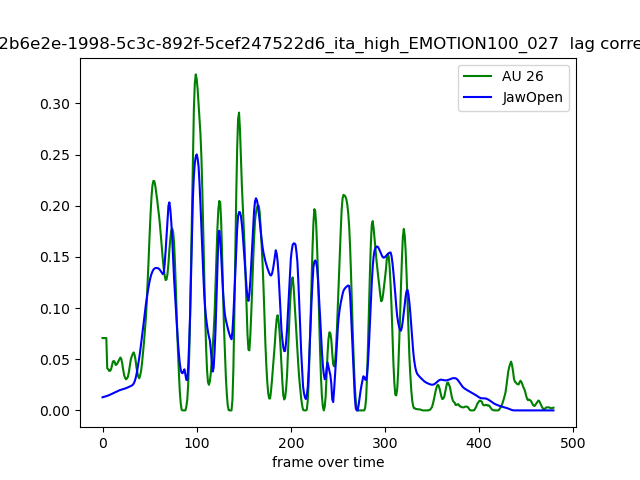 2b6e2e-1998-5c3c-892f-5cef247522d6_ita_high_EMOTION100_027 lag corre
AU 26
JawOpen
0.30
0.25
0.20
0.15
0.10
0.05
0.00
0 100 200 300 400 500
frame over time